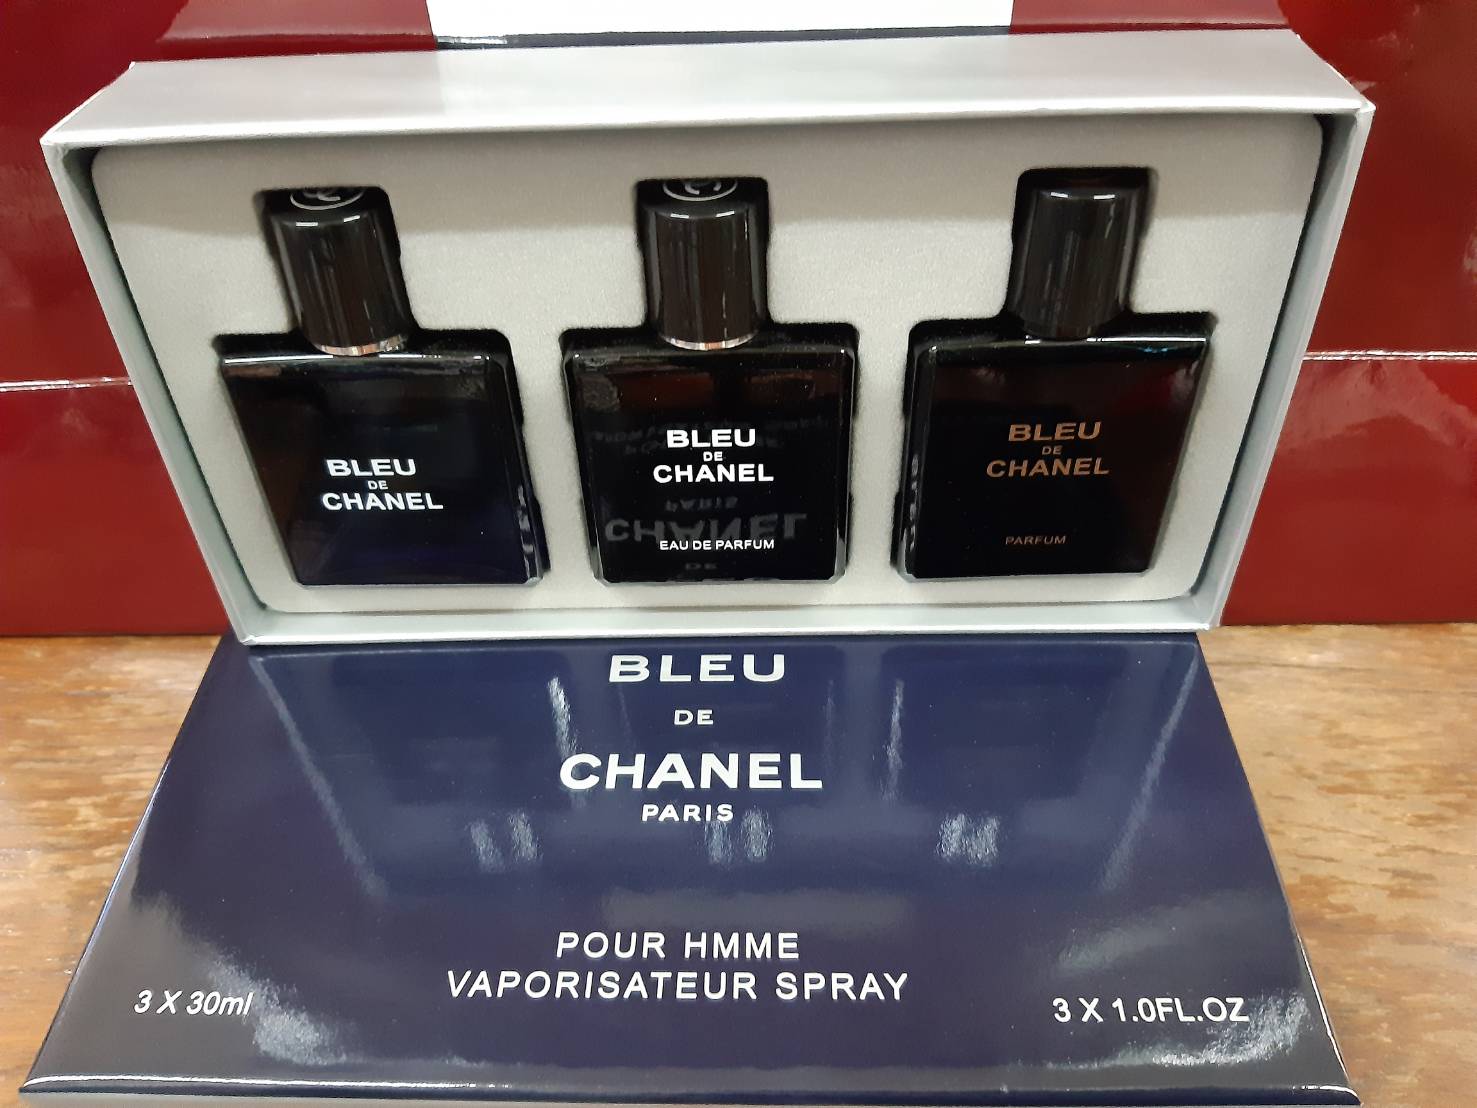 BLEU
DE
CHANEL
BLEU
DE
CHANEL
EAU DE PARFUM
BLEU
DE
CHANEL
PARFUM
BLEU
DE
CHANEL
PARIS
POUR HMME
VAPORISATEUR SPRAY
3 X 30ml
3 X 1.0FL.OZ